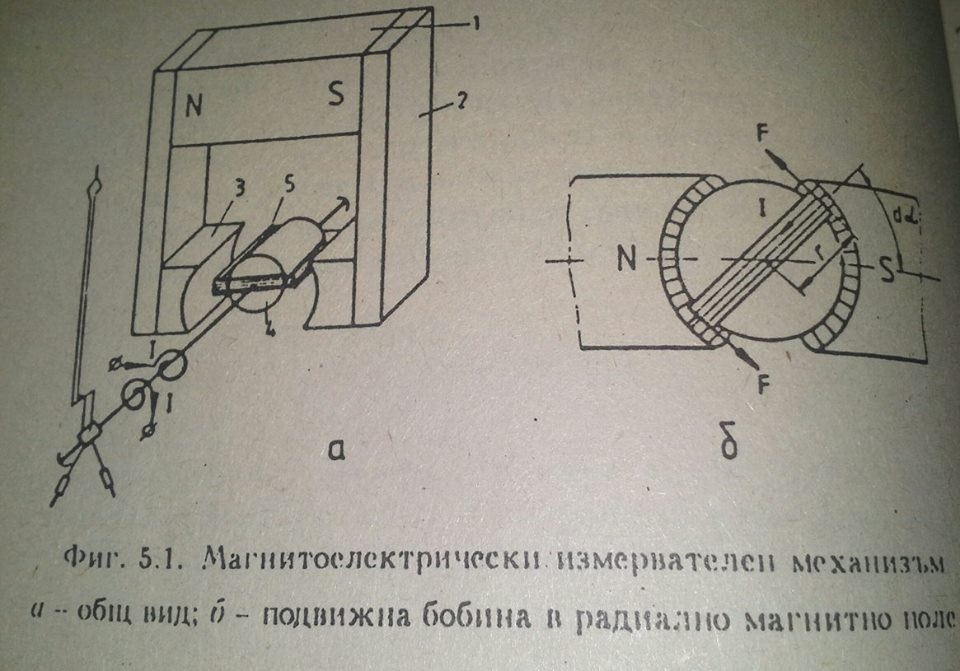 1
N S
2
3 5
4
I
I
F
I
dα
r
N S
F
а б
Фиг. 5.1. Магнитоелектрически измервателен механизъм
а – общ вид; б – подвижна бобина в радиално магнитно поле